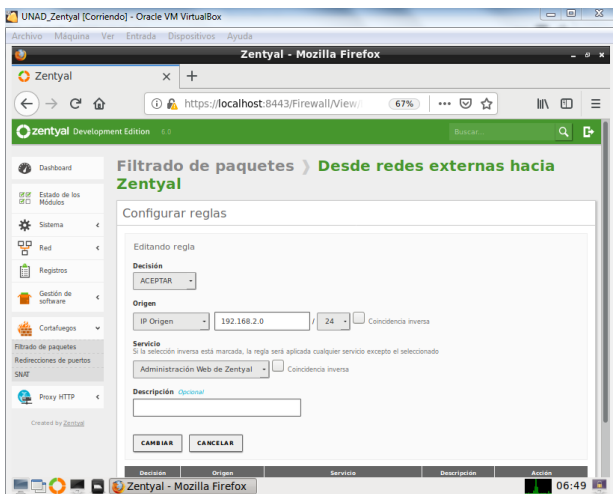 UNAD_Zentyal [Corriendo] - Oracle VM VirtualBox
Archivo Máquina Ver Entrada Dispositivos Ayuda
Zentyal - Mozilla Firefox
Zentyal
https://localhost:8443/Firewall/View/
67%
zentyal Development Edition 6.0
Buscar...
Dashboard
Estado de los
Módulos
Sistema
Red
Registros
Gestión de
software
Cortafuegos
Filtrado de paquetes
Redirecciones de puertos
SNAT
Proxy HTTP
Created by Zentyal
Filtrado de paquetes 》 Desde redes externas hacia
Zentyal
Configurar reglas
Editando regla
Decisión
ACEPTAR
Origen
IP Origen 192.168.2.0 / 24 Coincidencia inversa
Servicio
Si la selección inversa está marcada, la regla será aplicada cualquier servicio excepto el seleccionado
Administración Web de Zentyal Coincidencia inversa
Descripción Opcional
CAMBIAR CANCELAR
Decisión Origen Servicio Descripción Acción
Zentyal - Mozilla Firefox
06:49